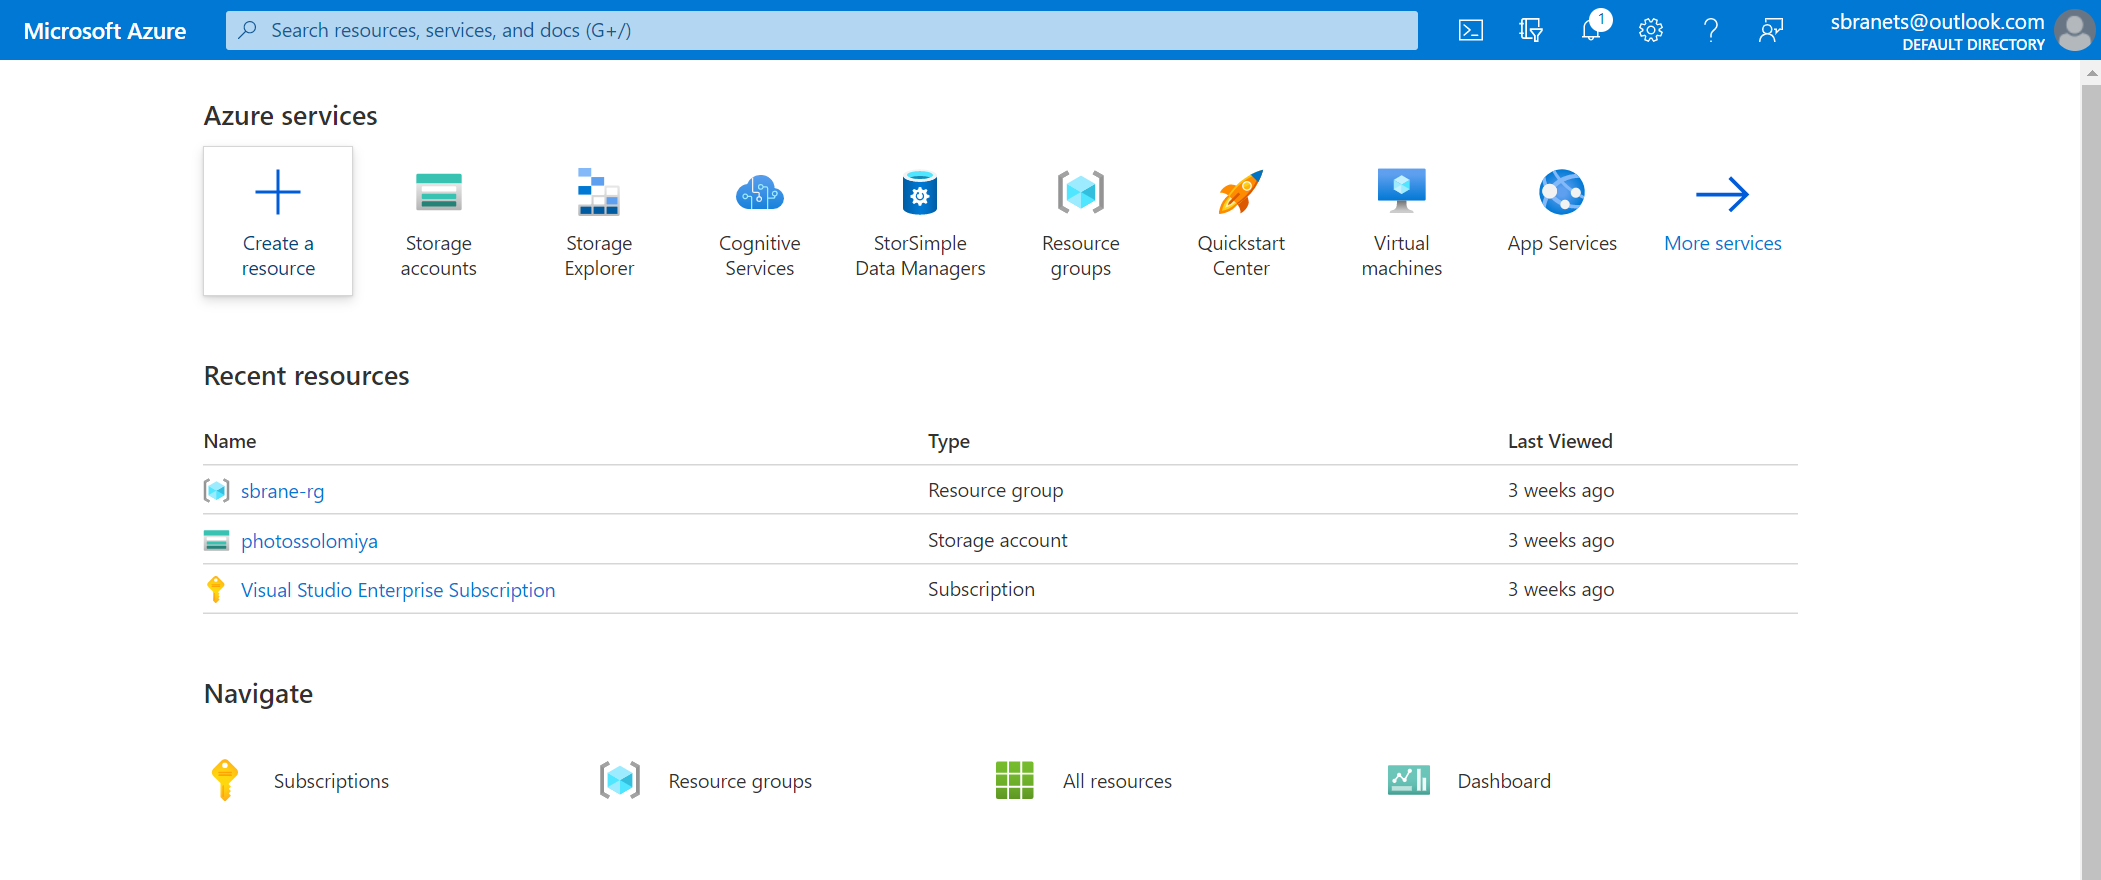 Microsoft Azure
Search resources, services, and docs (G+/)
1
sbranets@outlook.com
DEFAULT DIRECTORY
Azure services
Create a
resource
Storage
accounts
Storage
Explorer
Cognitive
Services
StorSimple
Data Managers
Resource
groups
Quickstart
Center
Virtual
machines
App Services
More services
Recent resources
Name Type Last Viewed
sbrane-rg Resource group 3 weeks ago
photossolomiya Storage account 3 weeks ago
Visual Studio Enterprise Subscription Subscription 3 weeks ago
Navigate
Subscriptions Resource groups All resources Dashboard